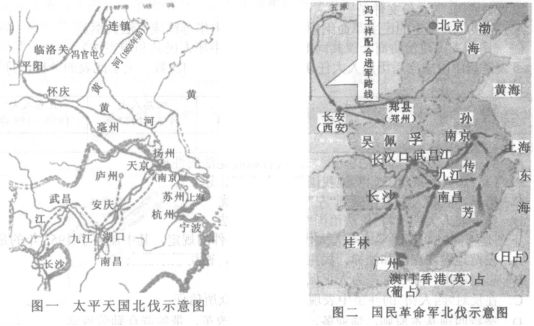 连镇
临洛关
冯官屯
平阳
河(1868年前)
黄
怀庆
黄
黄
河
亳州
扬州
天京
(南京)
庐州
苏州
上海
武昌
安庆
杭州
宁波
江
九江
湖口
长沙
南昌
图一 太平天国北伐示意图
五原
冯玉祥配合进军路线
北京
渤
海
黄海
郑县
(郑州)
长安
(西安)
孙
吴佩孚
南京
上海
长
汉口
武昌
江
传
九江
东
海
长沙
南昌
芳
桂林
广州
(日占)
澳门
香港(英)占
(葡占)
图二 国民革命军北伐示意图